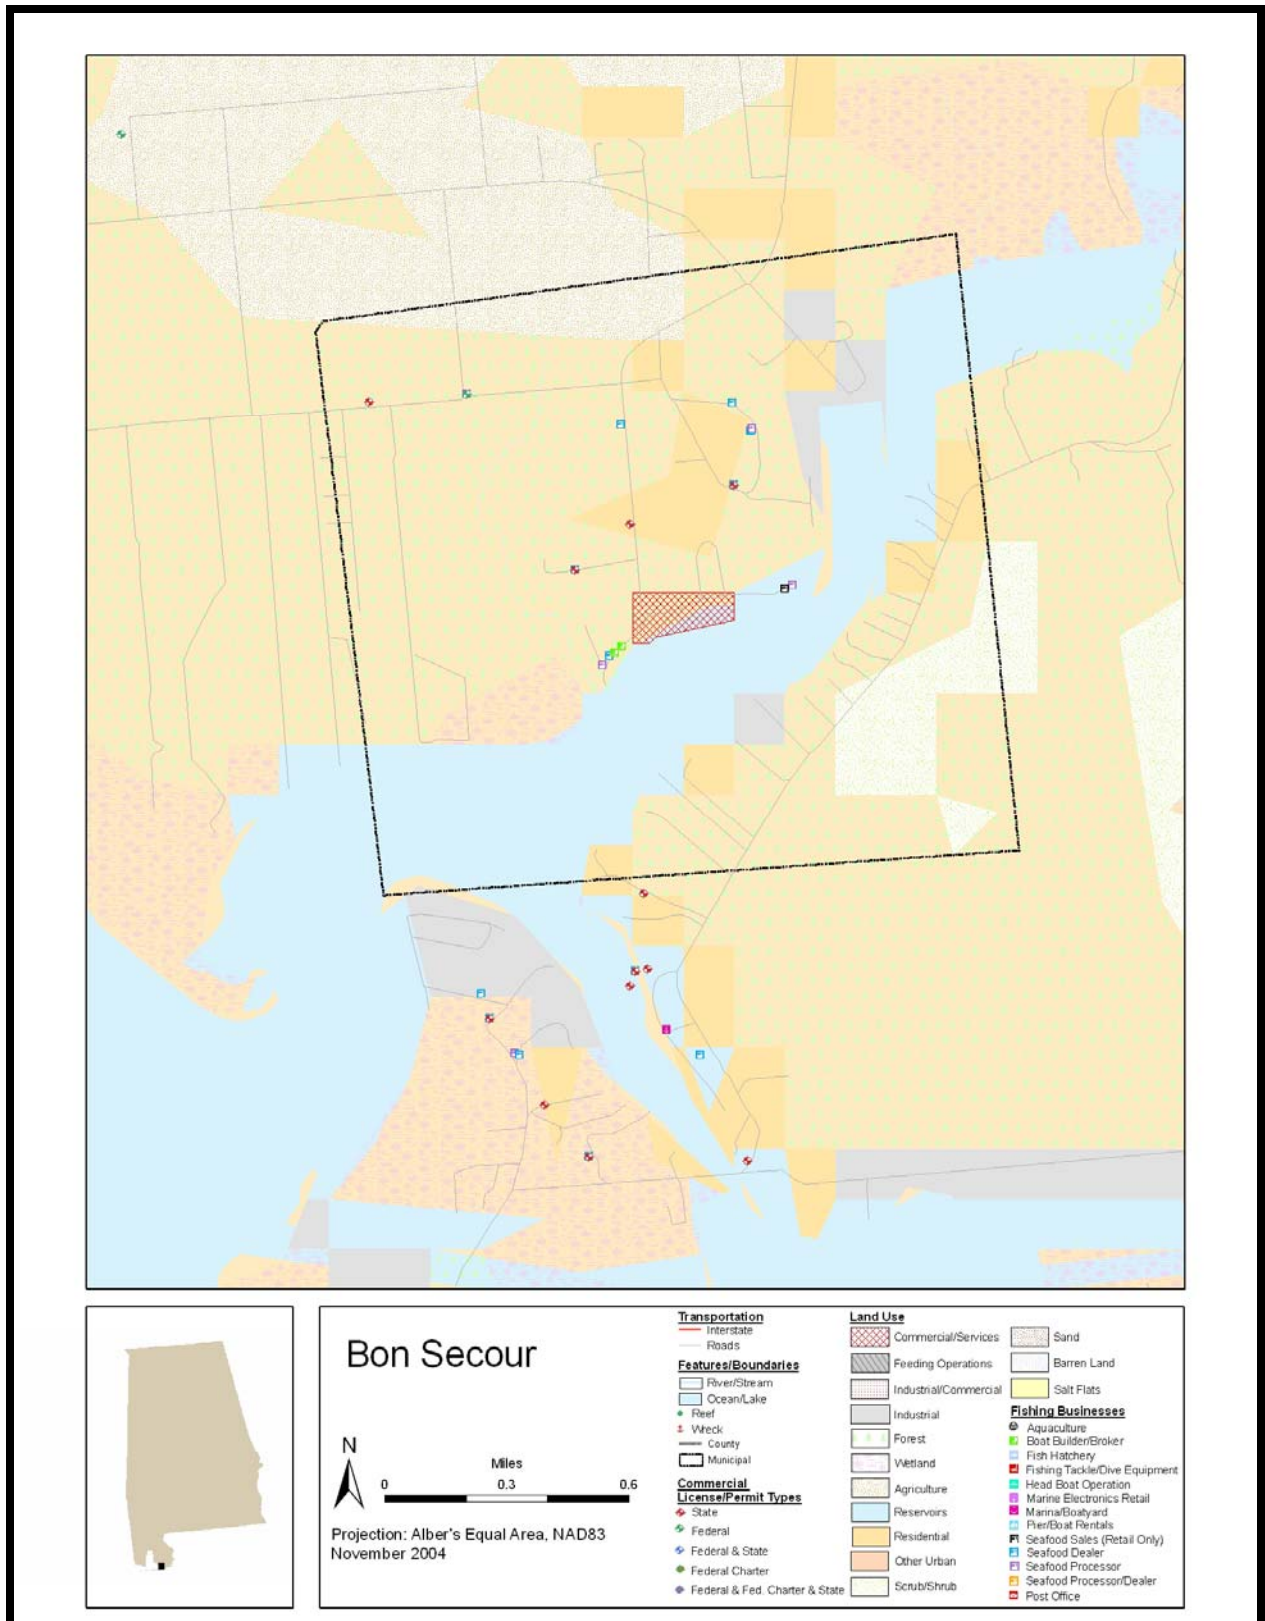 Bon Secour
N
Miles
0 0.3 0.6
Projection: Alber's Equal Area, NAD83
November 2004
Transportation
Interstate
Roads
Features/Boundaries
River/Stream
Ocean/Lake
Reef
Wreck
County
Municipal
Commercial
License/Permit Types
State
Federal
Federal & State
Federal Charter
Federal & Fed. Charter & State
Land Use
Commercial/Services
Feeding Operations
Industrial/Commercial
Industrial
Forest
Wetland
Agriculture
Reservoirs
Residential
Other Urban
Scrub/Shrub
Sand
Barren Land
Salt Flats
Fishing Businesses
Aquaculture
Boat Builder/Broker
Fish Hatchery
Fishing Tackle/Dive Equipment
Head Boat Operation
Marine Electronics Retail
Marina/Boatyard
Pier/Boat Rentals
Seafood Sales (Retail Only)
Seafood Dealer
Seafood Processor
Seafood Processor/Dealer
Post Office